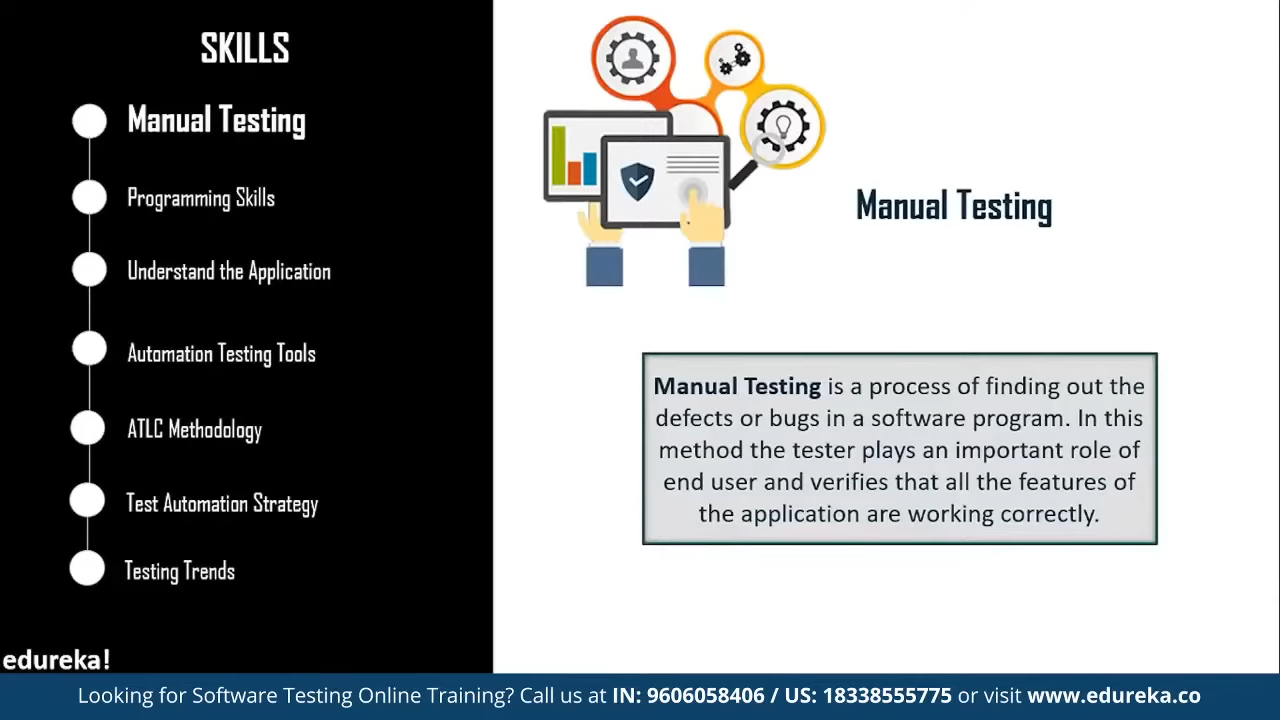 SKILLS
Manual Testing
Programming Skills
Understand the Application
Automation Testing Tools
ATLC Methodology
Test Automation Strategy
Testing Trends
edureka!
Manual Testing
Manual Testing is a process of finding out the
defects or bugs in a software program. In this
method the tester plays an important role of
end user and verifies that all the features of
the application are working correctly.
Looking for Software Testing Online Training? Call us at IN: 9606058406 / US: 18338555775 or visit www.edureka.co